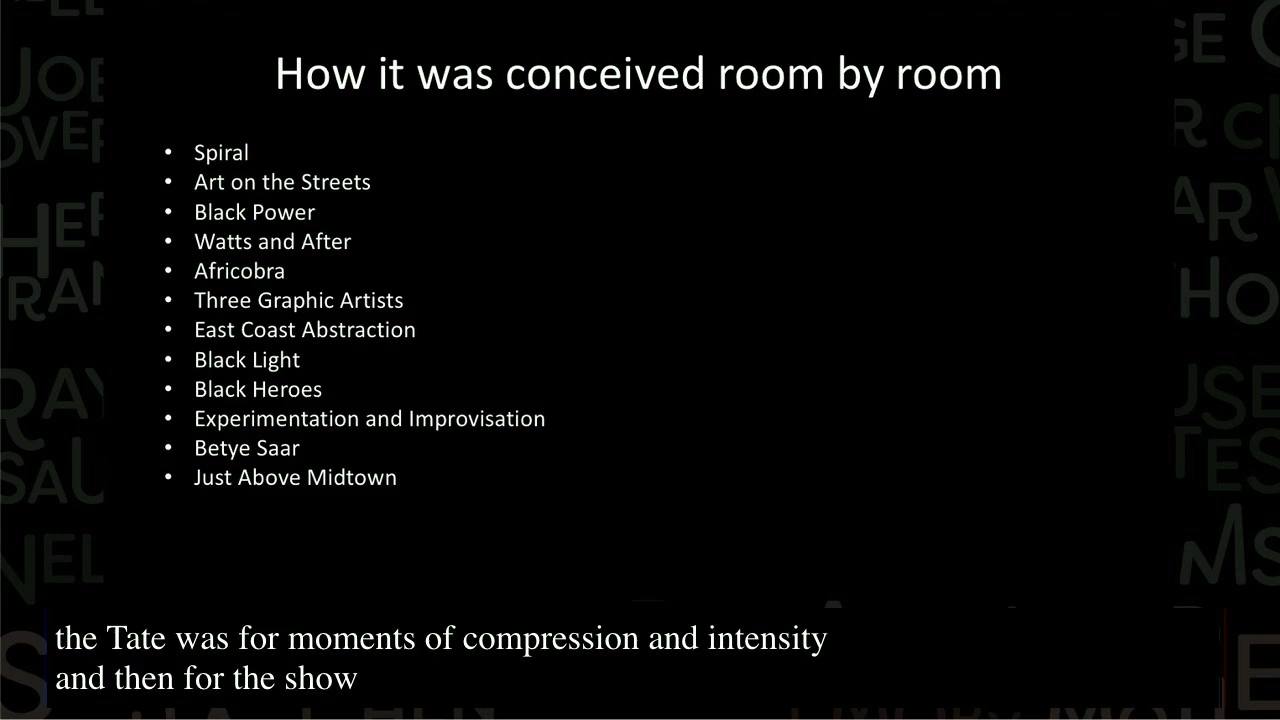 How it was conceived room by room
• Spiral
• Art on the Streets
• Black Power
• Watts and After
• Africobra
• Three Graphic Artists
• East Coast Abstraction
• Black Light
• Black Heroes
• Experimentation and Improvisation
• Betye Saar
• Just Above Midtown
the Tate was for moments of compression and intensity
and then for the show